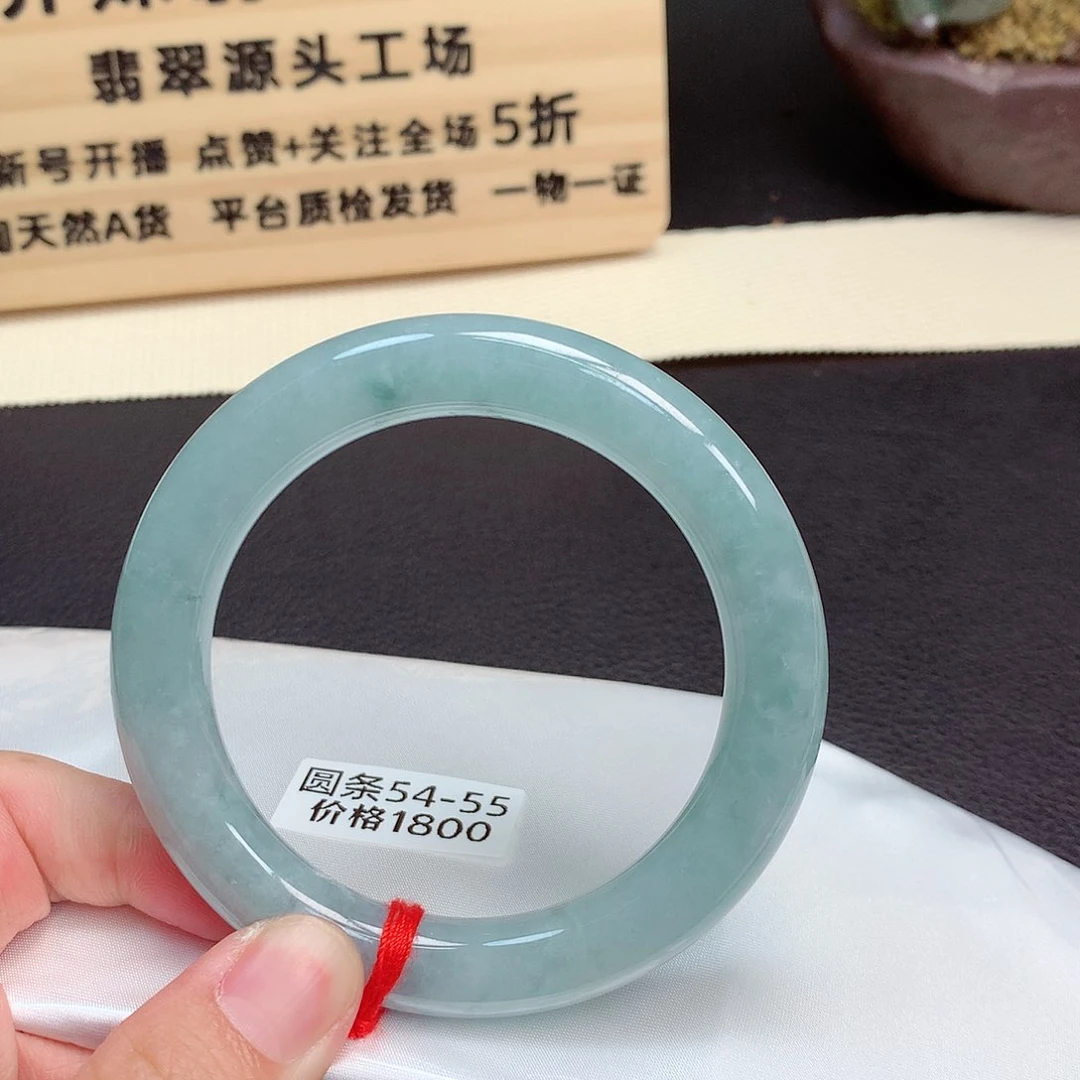 翡翠源头工场
新号开播 点赞+关注全场5折
天然A货 平台质检发货 一物一证
圆条54-55
价格1800